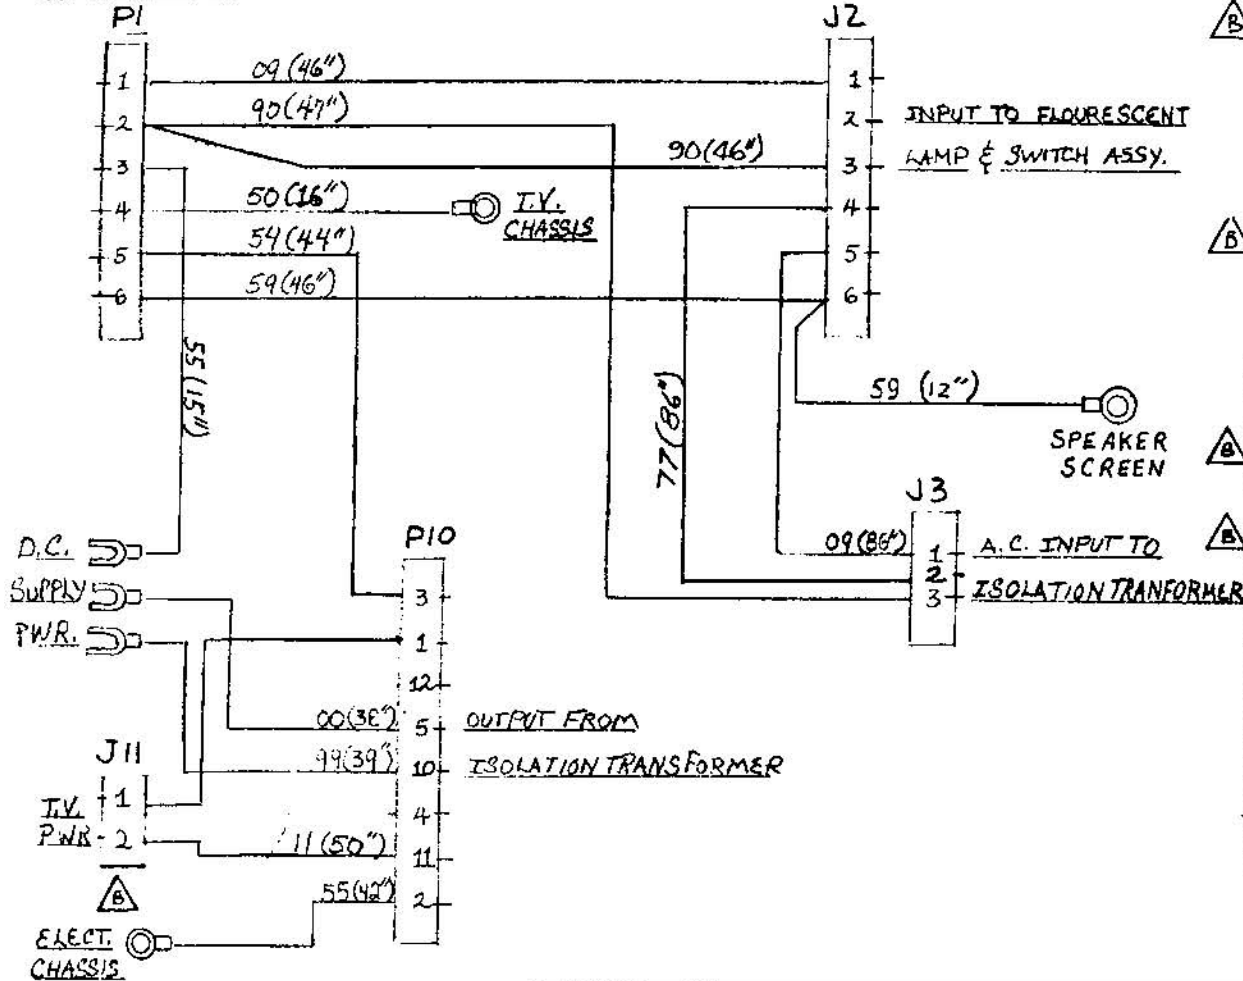 P1
J2
B
1 09 (46") 1
2 90 (47") 2 INPUT TO FLOURESCENT
3 90 (46") 3 LAMP & SWITCH ASSY.
4 50 (16") T.V. 4
CHASSIS
B
5 54 (44") 5
6 59 (46") 6
55 (15")
77 (86")
59 (12")
SPEAKER
SCREEN
B
J3
D.C.
SUPPLY
PWR.
P10
09 (86") 1 A.C. INPUT TO
B
2
3 ISOLATION TRANFORMER
3
1
12
5 OUTPUT FROM
99 (39") 10 ISOLATION TRANSFORMER
J11
T.V. 1
PWR 2
4
11 (50") 11
B
55 (42") 2
ELECT.
CHASSIS